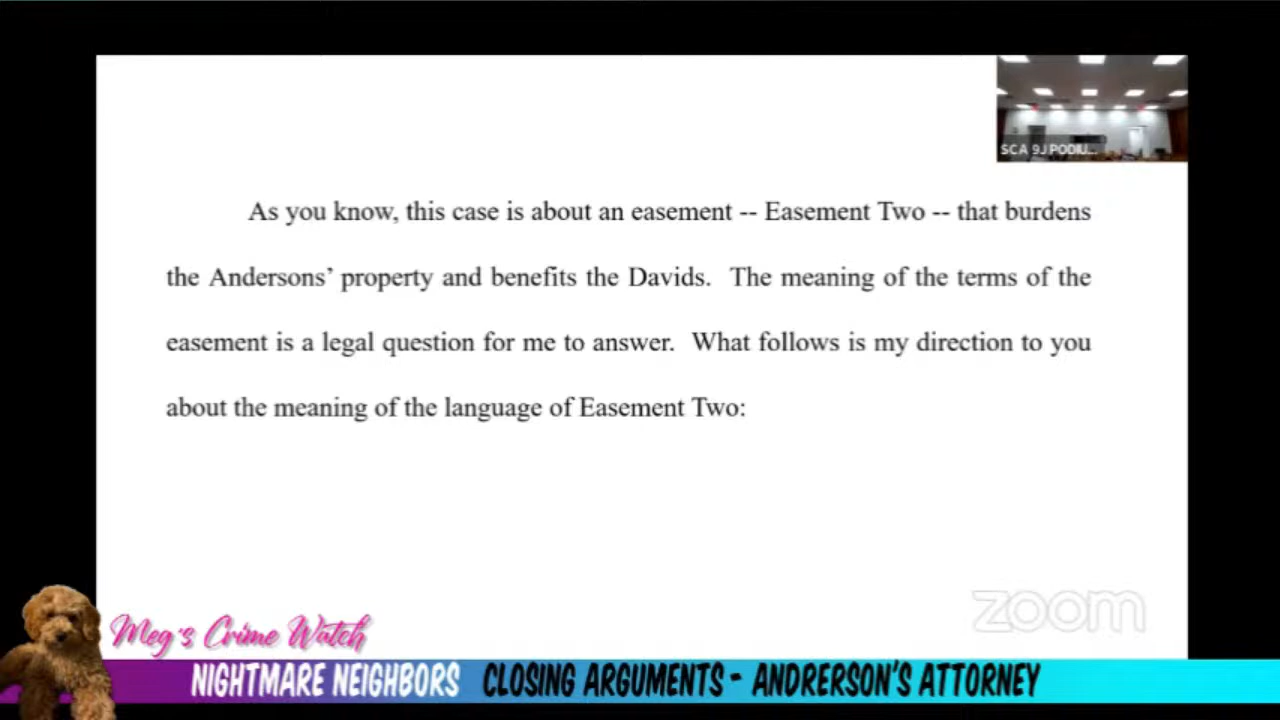 SCA 9J PODIU...
As you know, this case is about an easement -- Easement Two -- that burdens
the Andersons’ property and benefits the Davids. The meaning of the terms of the
easement is a legal question for me to answer. What follows is my direction to you
about the meaning of the language of Easement Two:
zoom
Meg's Crime Watch
NIGHTMARE NEIGHBORS CLOSING ARGUMENTS - ANDRERSON'S ATTORNEY